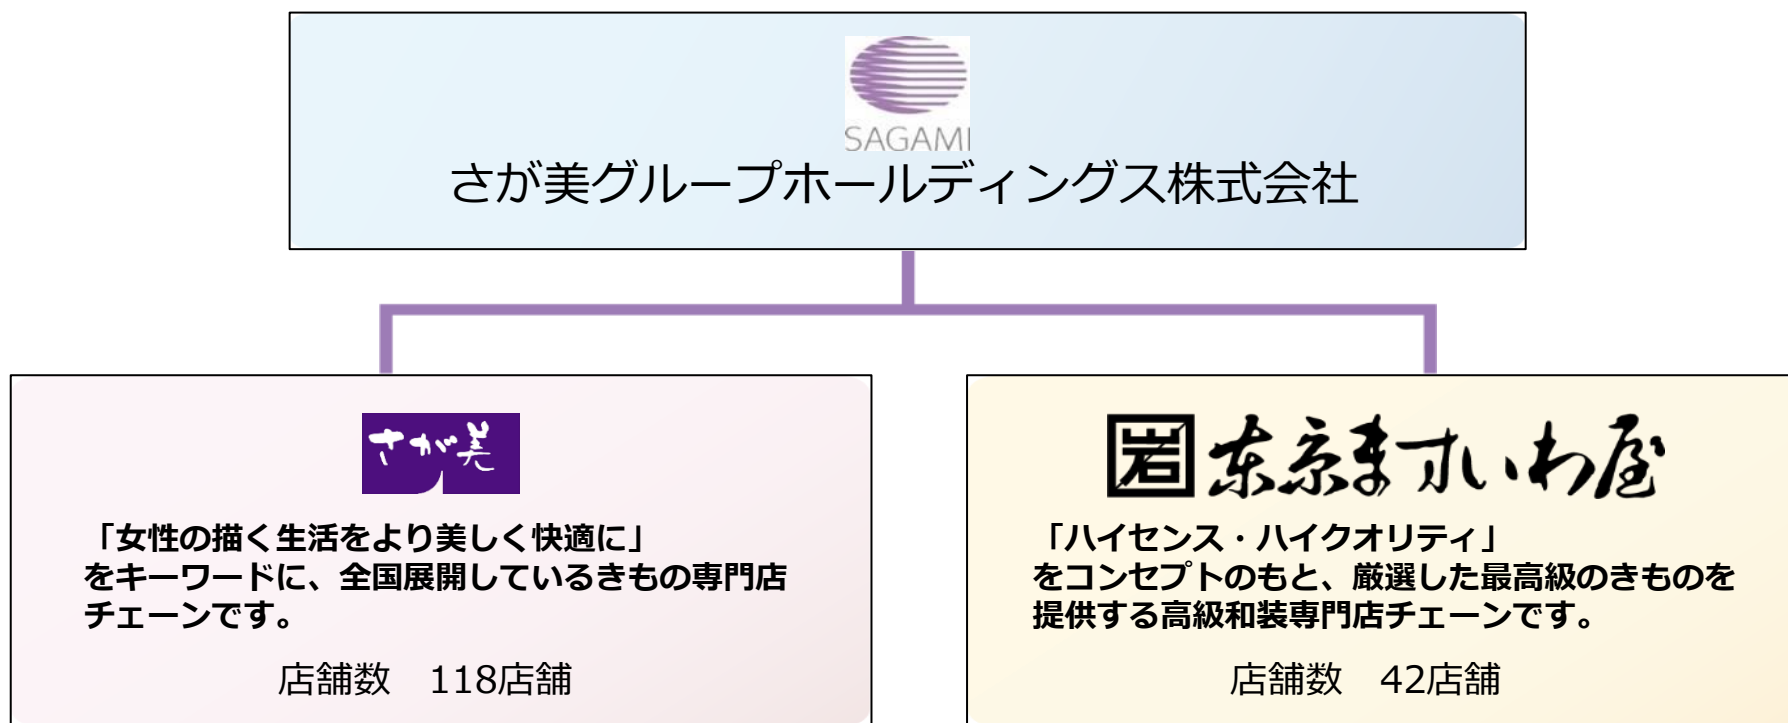 SAGAMI
さが美グループホールディングス株式会社
さが美
「女性の描く生活をより美しく快適に」
をキーワードに、全国展開しているきもの専門店
チェーンです。
店舗数　118店舗
岩 東京ますいわ屋
「ハイセンス・ハイクオリティ」
をコンセプトのもと、厳選した最高級のきものを
提供する高級和装専門店チェーンです。
店舗数　42店舗